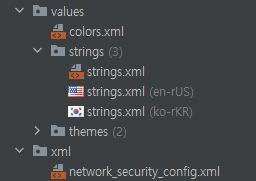 values
colors.xml
strings (3)
strings.xml
strings.xml (en-rUS)
strings.xml (ko-rKR)
themes (2)
xml
network_security_config.xml